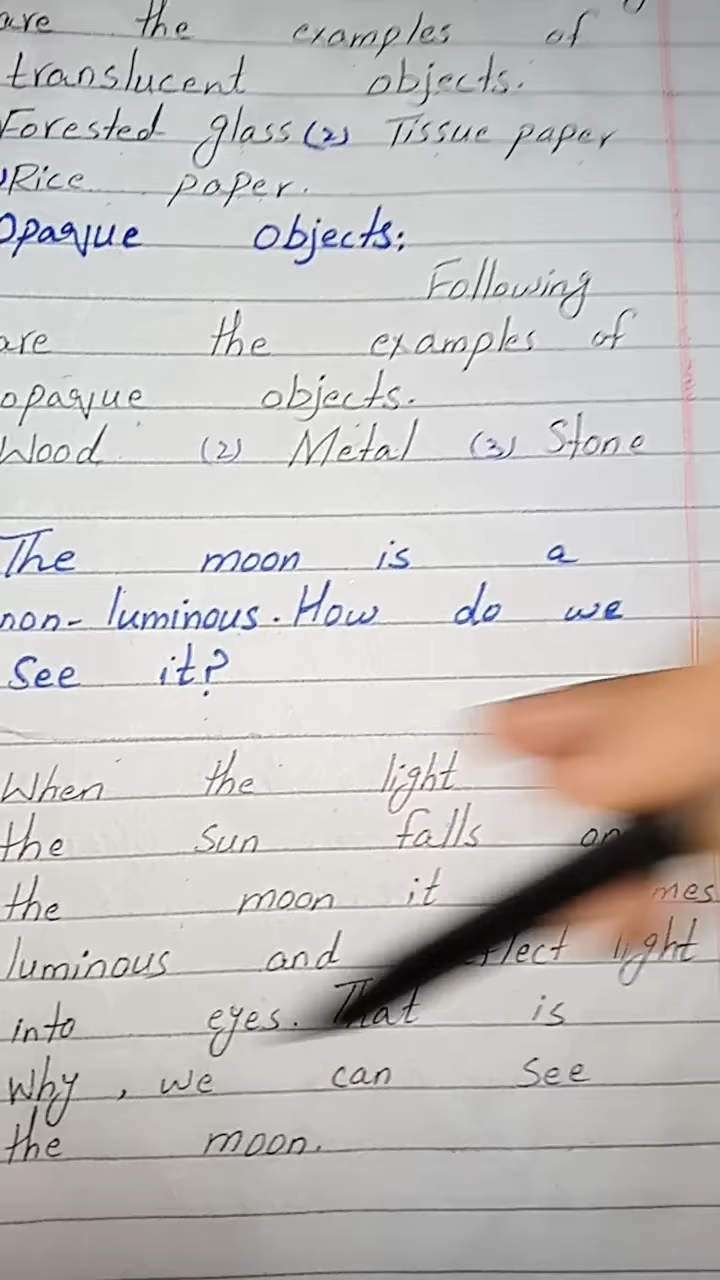 are the examples of
translucent objects.
Forested glass (2) Tissue paper
Rice paper.
Opaque objects:
Following
are the examples of
opaque objects.
Wood (2) Metal (3) Stone
The moon is a
non-luminous. How do we
See it?
When the light
the sun falls on
the moon it
luminous and light
into eyes. That is
why, we can see
the moon.